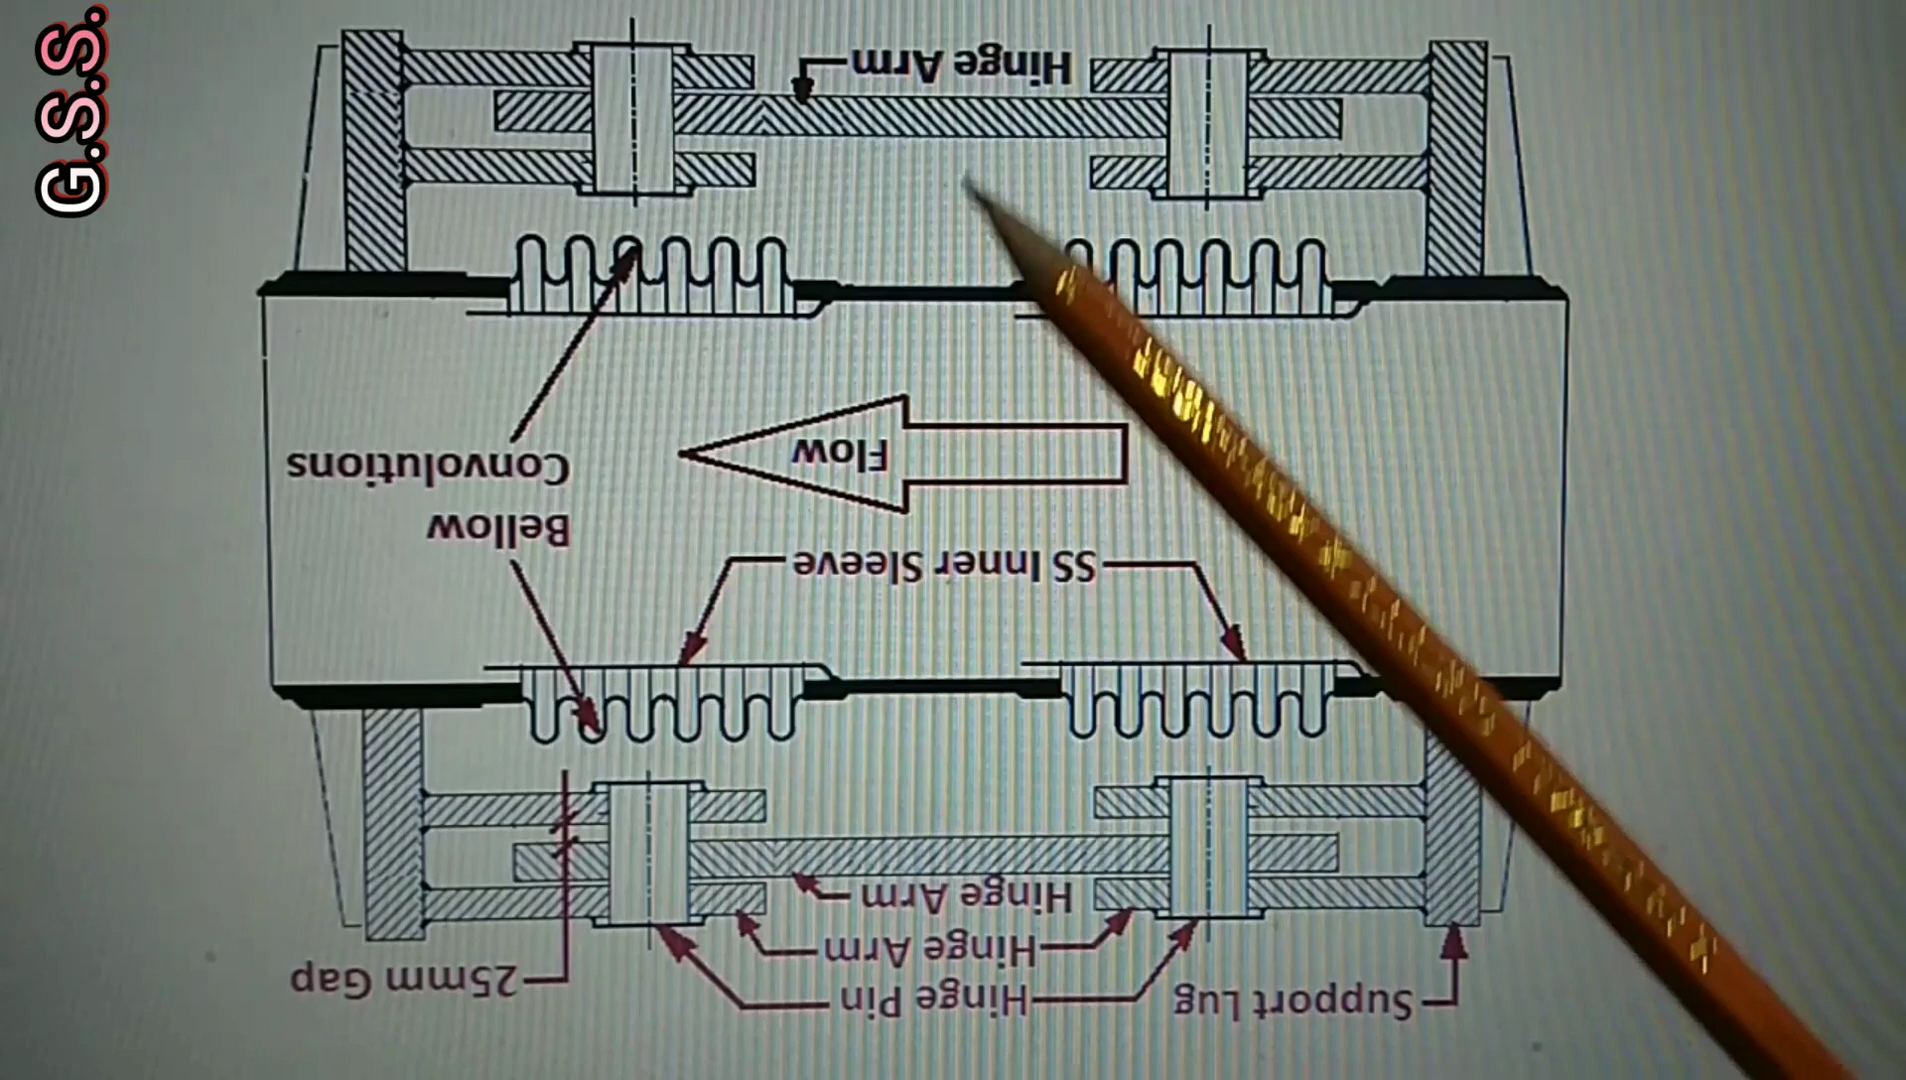 G.S.S.
Support Lug
Hinge Pin
25mm Gap
Hinge Arm
Hinge Arm
SS Inner Sleeve
Bellow
Convolutions
Flow
Hinge Arm